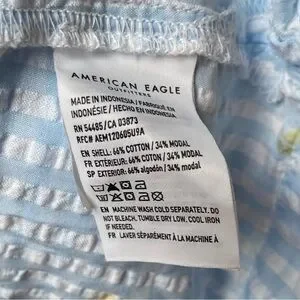 AMERICAN EAGLE
OUTFITTERS
MADE IN INDONESIA / FABRIQUÉ EN
INDONÉSIE / HECHO EN INDONESIA
RN 54485/CA 03873
RFC# AEM120605U9A
EN SHELL: 66% COTTON / 34% MODAL
FR EXTÉRIEUR: 66% COTON / 34% MODAL
SP EXTERIOR: 66% algodón / 34% modal
EN MACHINE WASH COLD SEPARATELY. DO
NOT BLEACH. TUMBLE DRY LOW. COOL IRON
IF NEEDED.
FR LAVER SÉPARÉMENT À LA MACHINE À